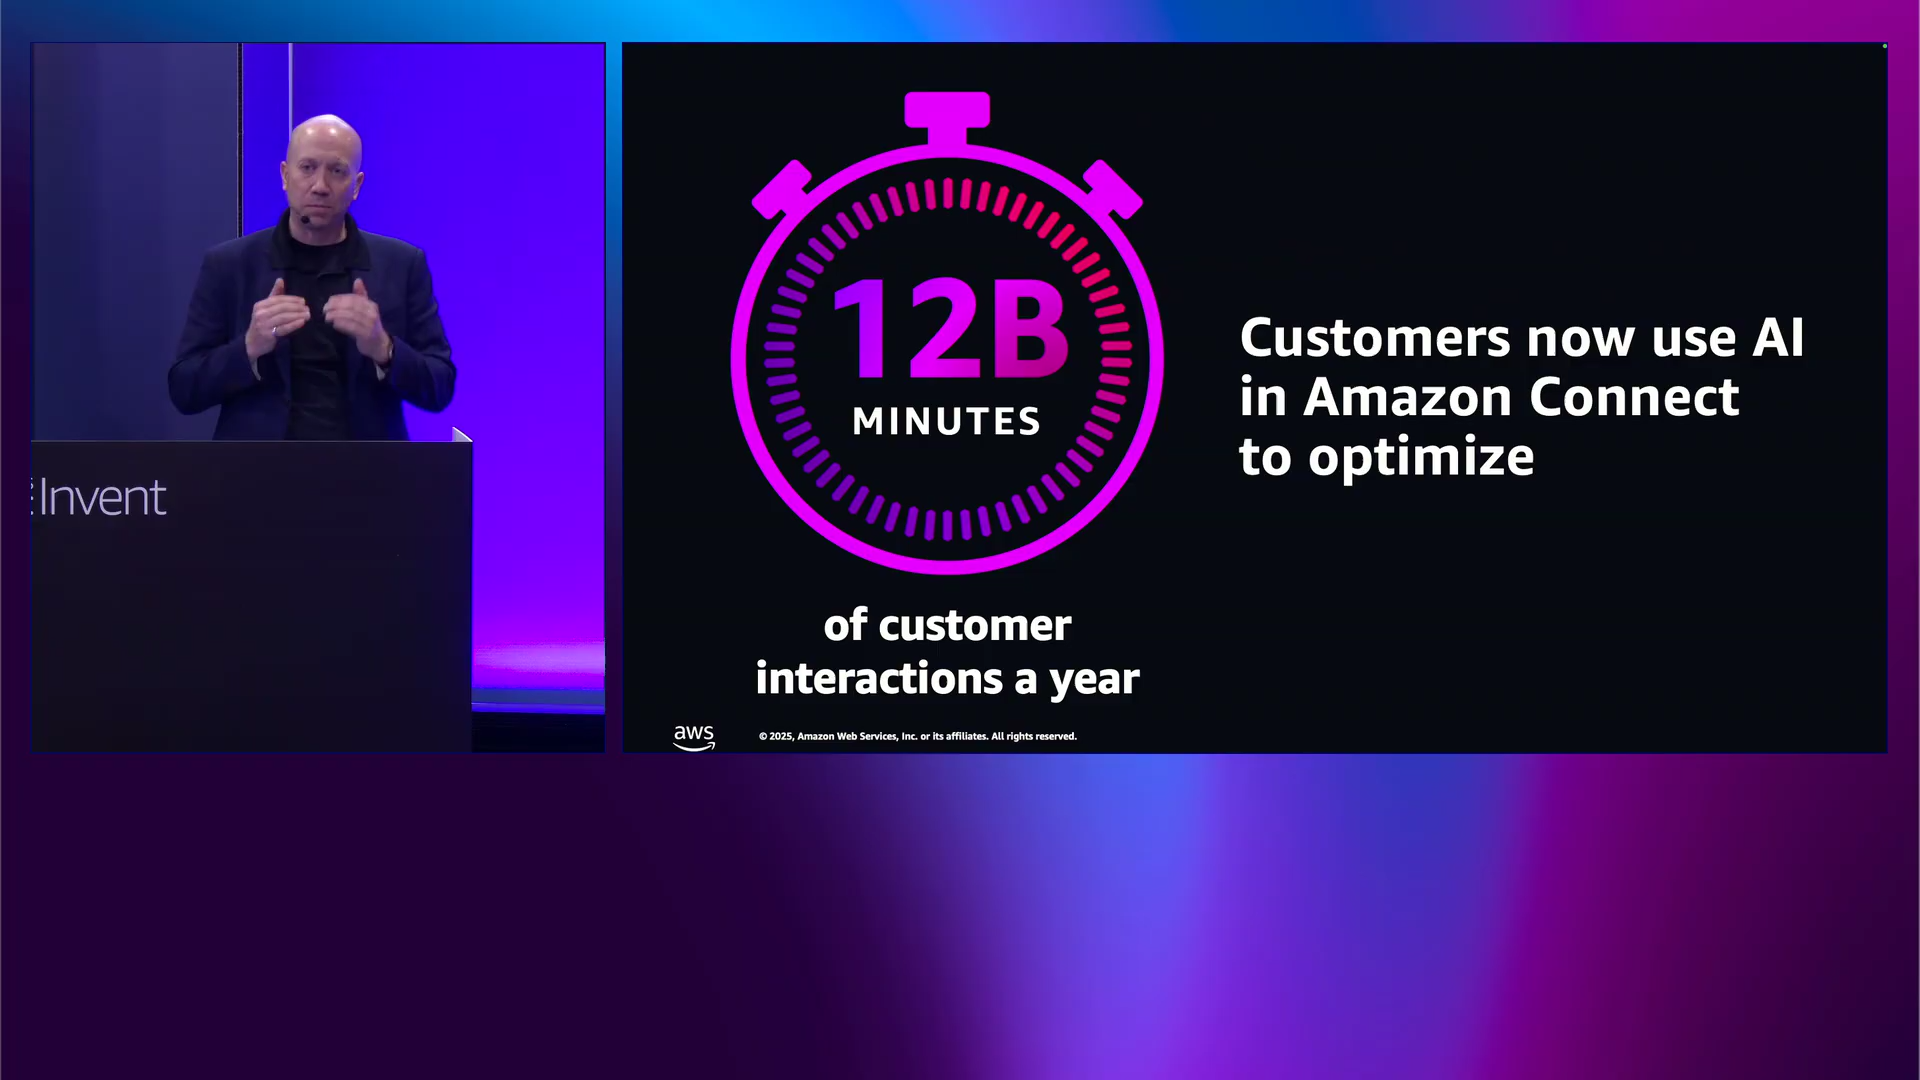 :Invent
12B
MINUTES
of customer
interactions a year
Customers now use AI
in Amazon Connect
to optimize
aws
© 2025, Amazon Web Services, Inc. or its affiliates. All rights reserved.